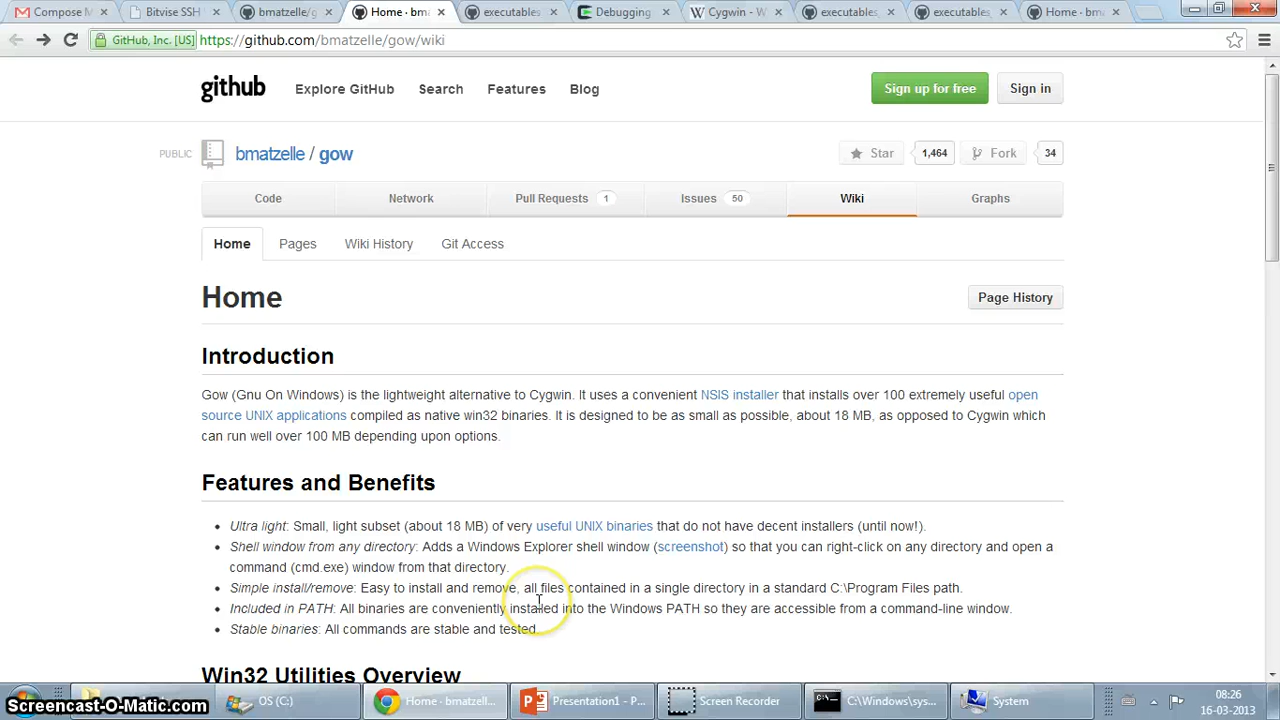 Compose M
Bitvise SSH
bmatzelle/g
Home · bma
executables
Debugging
Cygwin - W
executables
executables
Home · bm
GitHub, Inc. [US] https://github.com/bmatzelle/gow/wiki
github Explore GitHub Search Features Blog Sign up for free Sign in
PUBLIC bmatzelle / gow Star 1,464 Fork 34
Code Network Pull Requests 1 Issues 50 Wiki Graphs
Home Pages Wiki History Git Access
Home Page History
Introduction
Gow (Gnu On Windows) is the lightweight alternative to Cygwin. It uses a convenient NSIS installer that installs over 100 extremely useful open
source UNIX applications compiled as native win32 binaries. It is designed to be as small as possible, about 18 MB, as opposed to Cygwin which
can run well over 100 MB depending upon options.
Features and Benefits
• Ultra light: Small, light subset (about 18 MB) of very useful UNIX binaries that do not have decent installers (until now!).
• Shell window from any directory: Adds a Windows Explorer shell window (screenshot) so that you can right-click on any directory and open a
command (cmd.exe) window from that directory.
• Simple install/remove: Easy to install and remove, all files contained in a single directory in a standard C:\Program Files path.
• Included in PATH: All binaries are conveniently installed into the Windows PATH so they are accessible from a command-line window.
• Stable binaries: All commands are stable and tested.
Win32 Utilities Overview
Screencast-O-Matic.com
OS (C:)
Home - bmatzell...
Presentation1 - P...
Screen Recorder
C:\Windows\sys...
System
08:26
16-03-2013